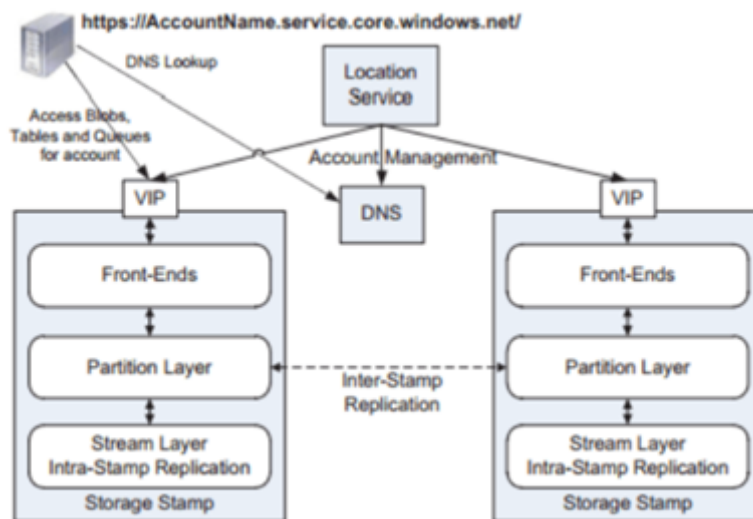 https://AccountName.service.core.windows.net/
DNS Lookup
Location
Service
Access Blobs,
Tables and Queues
for account
Account Management
VIP
DNS
VIP
Front-Ends
Front-Ends
Partition Layer
Inter-Stamp
Replication
Partition Layer
Stream Layer
Intra-Stamp Replication
Stream Layer
Intra-Stamp Replication
Storage Stamp
Storage Stamp